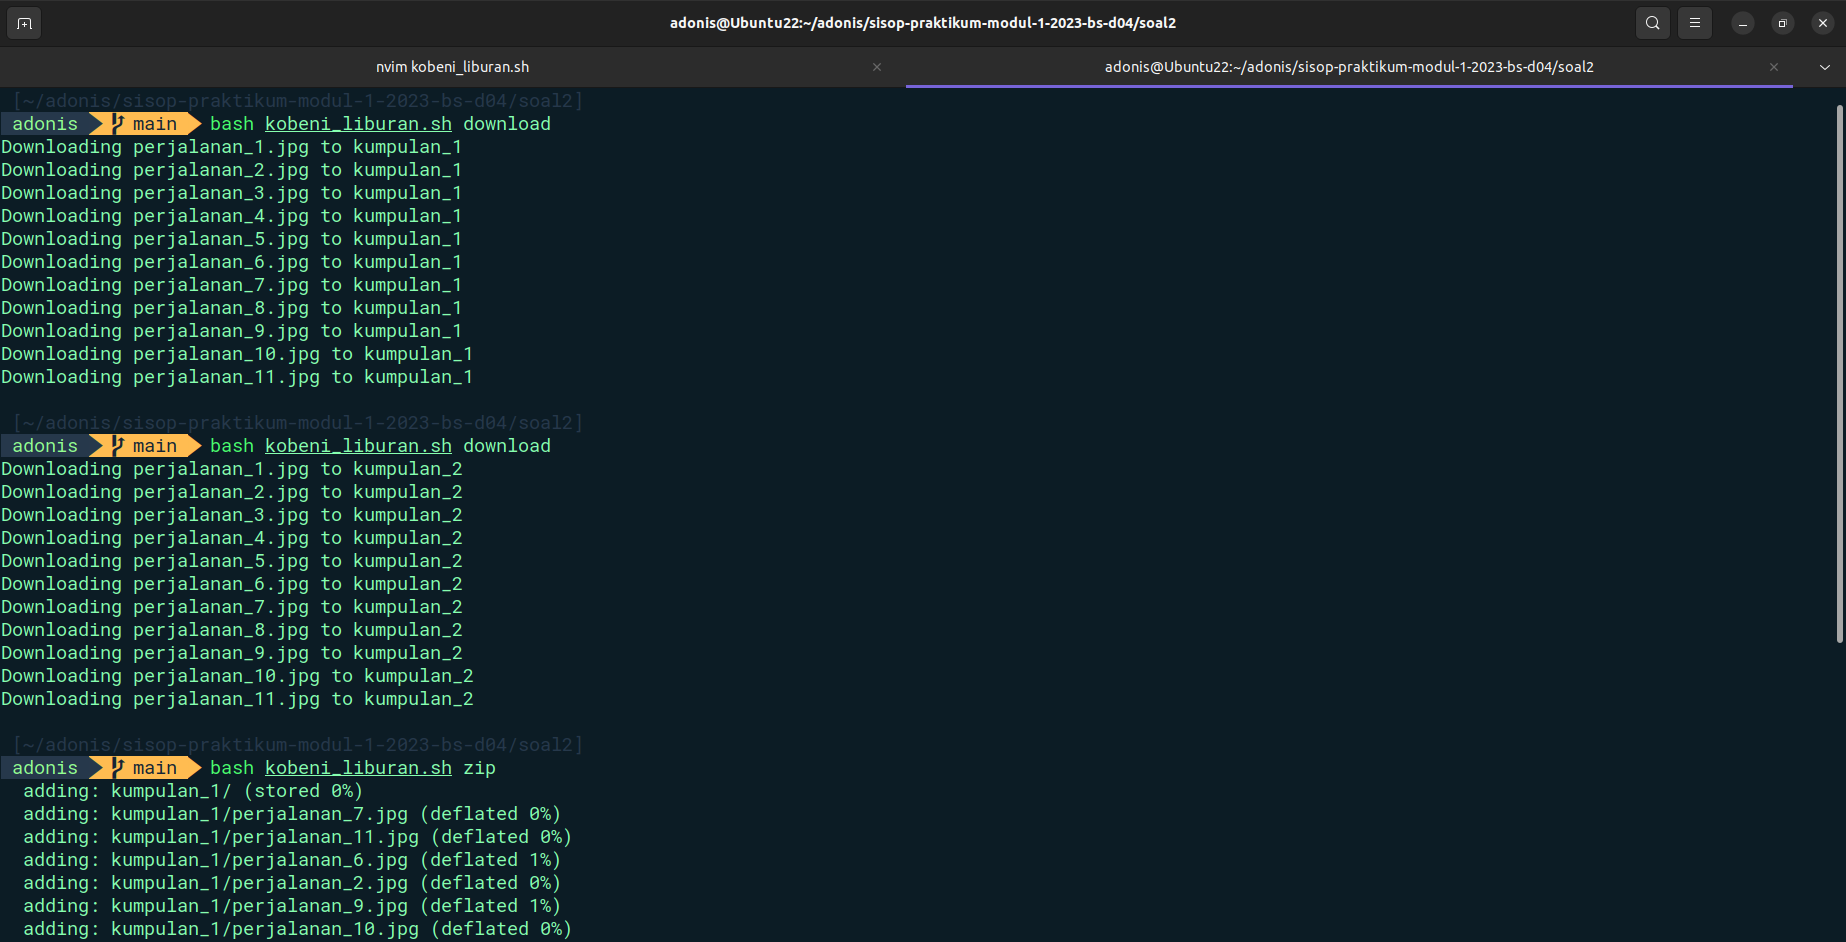 adonis@Ubuntu22:~/adonis/sisop-praktikum-modul-1-2023-bs-d04/soal2
nvim kobeni_liburan.sh
adonis@Ubuntu22:~/adonis/sisop-praktikum-modul-1-2023-bs-d04/soal2
[~/adonis/sisop-praktikum-modul-1-2023-bs-d04/soal2]
adonis main bash kobeni_liburan.sh download
Downloading perjalanan_1.jpg to kumpulan_1
Downloading perjalanan_2.jpg to kumpulan_1
Downloading perjalanan_3.jpg to kumpulan_1
Downloading perjalanan_4.jpg to kumpulan_1
Downloading perjalanan_5.jpg to kumpulan_1
Downloading perjalanan_6.jpg to kumpulan_1
Downloading perjalanan_7.jpg to kumpulan_1
Downloading perjalanan_8.jpg to kumpulan_1
Downloading perjalanan_9.jpg to kumpulan_1
Downloading perjalanan_10.jpg to kumpulan_1
Downloading perjalanan_11.jpg to kumpulan_1
[~/adonis/sisop-praktikum-modul-1-2023-bs-d04/soal2]
adonis main bash kobeni_liburan.sh download
Downloading perjalanan_1.jpg to kumpulan_2
Downloading perjalanan_2.jpg to kumpulan_2
Downloading perjalanan_3.jpg to kumpulan_2
Downloading perjalanan_4.jpg to kumpulan_2
Downloading perjalanan_5.jpg to kumpulan_2
Downloading perjalanan_6.jpg to kumpulan_2
Downloading perjalanan_7.jpg to kumpulan_2
Downloading perjalanan_8.jpg to kumpulan_2
Downloading perjalanan_9.jpg to kumpulan_2
Downloading perjalanan_10.jpg to kumpulan_2
Downloading perjalanan_11.jpg to kumpulan_2
[~/adonis/sisop-praktikum-modul-1-2023-bs-d04/soal2]
adonis main bash kobeni_liburan.sh zip
adding: kumpulan_1/ (stored 0%)
adding: kumpulan_1/perjalanan_7.jpg (deflated 0%)
adding: kumpulan_1/perjalanan_11.jpg (deflated 0%)
adding: kumpulan_1/perjalanan_6.jpg (deflated 1%)
adding: kumpulan_1/perjalanan_2.jpg (deflated 0%)
adding: kumpulan_1/perjalanan_9.jpg (deflated 1%)
adding: kumpulan_1/perjalanan_10.jpg (deflated 0%)